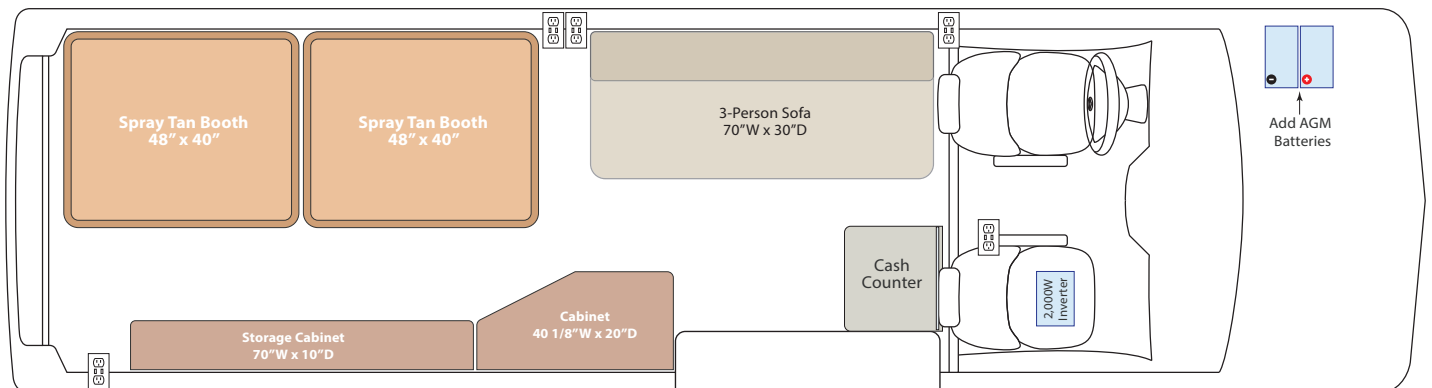 Spray Tan Booth
48” x 40”
Spray Tan Booth
48” x 40”
3-Person Sofa
70”W x 30”D
Add AGM
Batteries
Cash
Counter
2,000W
Inverter
Storage Cabinet
70”W x 10”D
Cabinet
40 1/8”W x 20”D